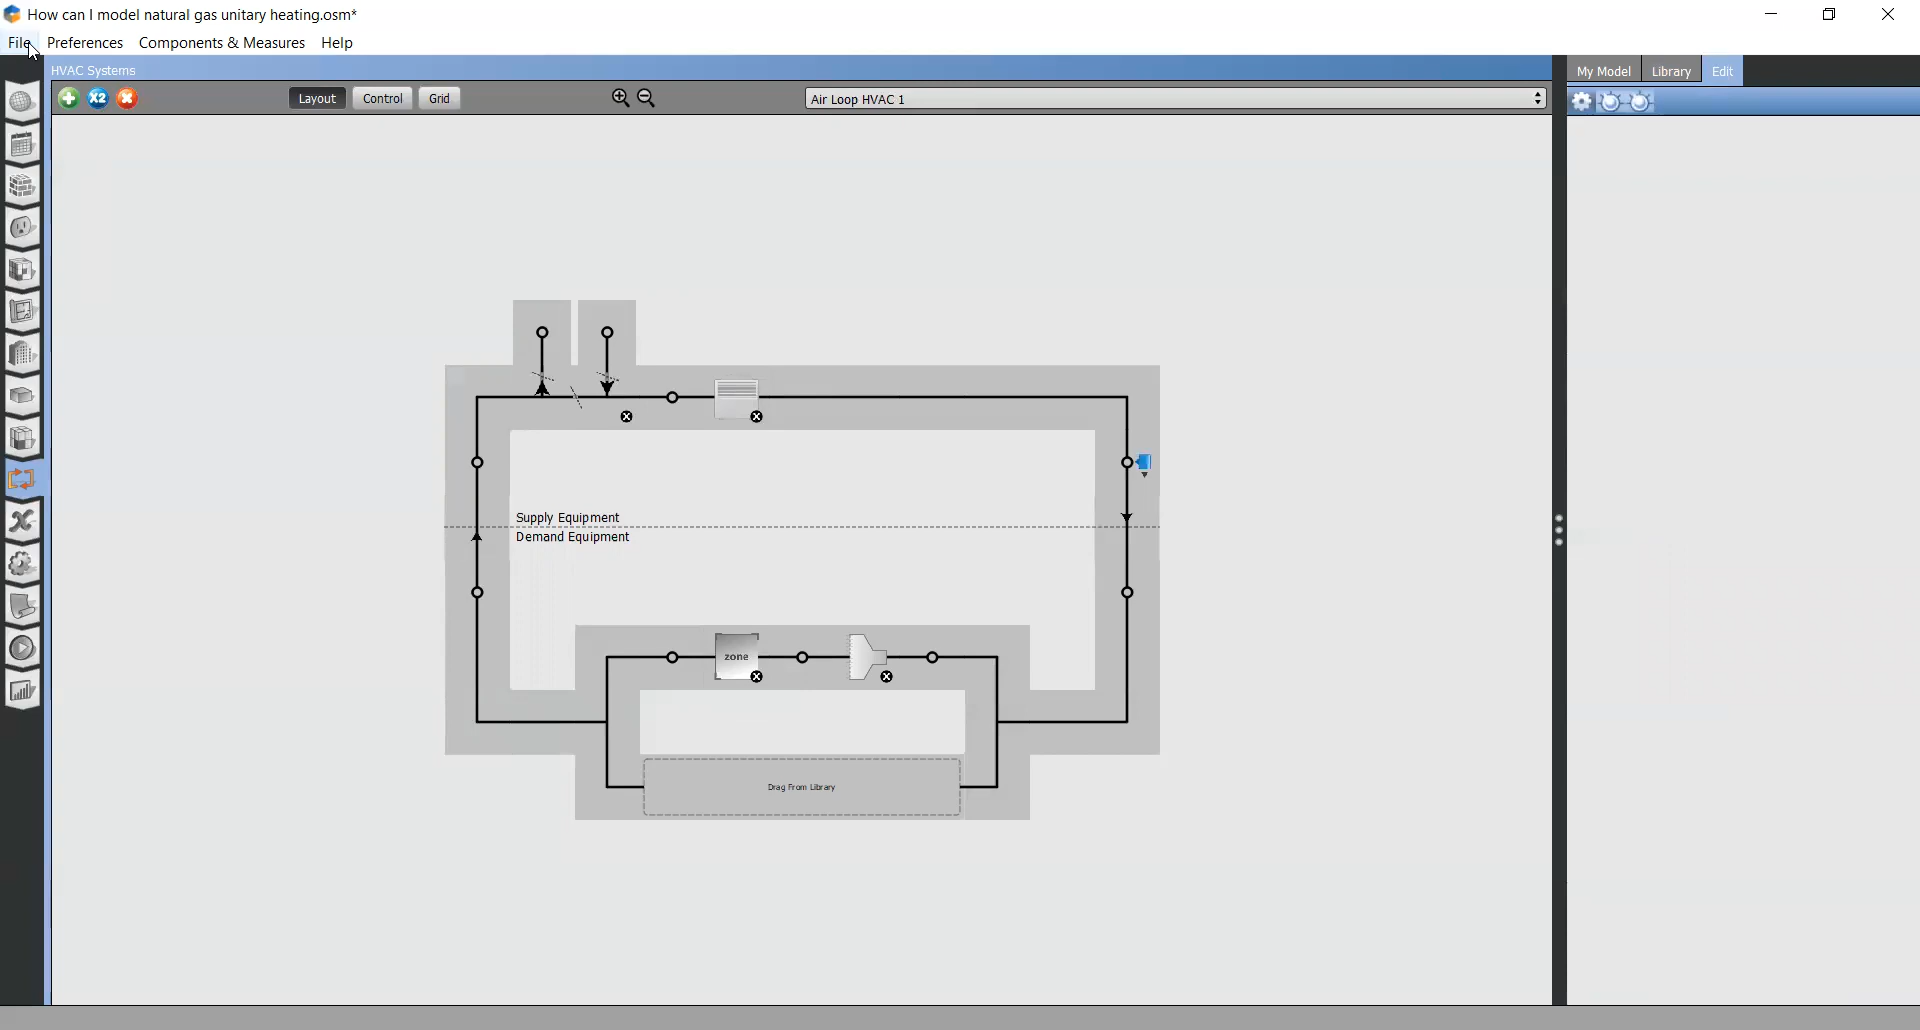 How can I model natural gas unitary heating.osm*
File Preferences Components & Measures Help
HVAC Systems
My Model Library Edit
X2 Layout Control Grid Air Loop HVAC 1
Supply Equipment
Demand Equipment
zone
Drag From Library